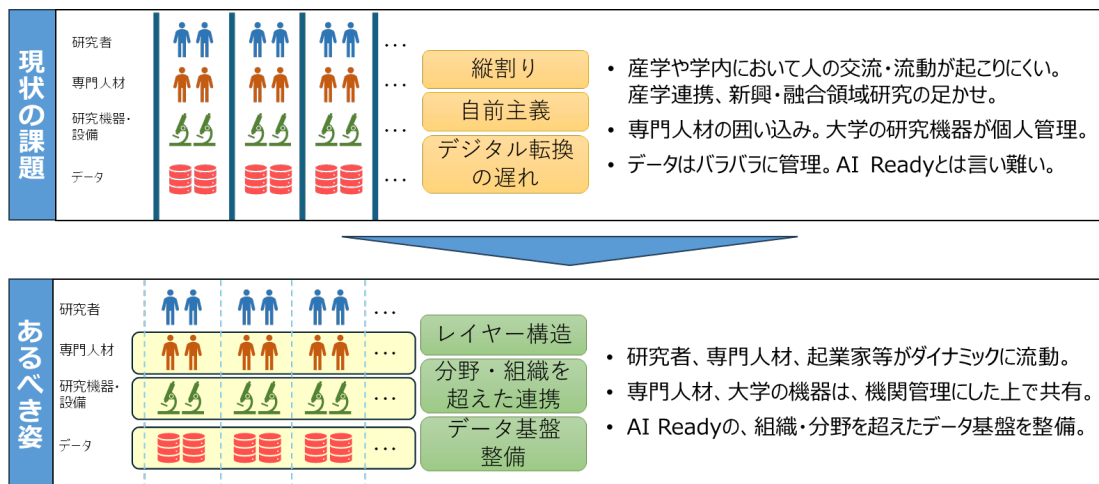 現状の課題
研究者
専門人材
研究機器・
設備
データ
…
…
…
…
縦割り
自前主義
デジタル転換
の遅れ
• 産学や学内において人の交流・流動が起こりにくい。
産学連携、新興・融合領域研究の足かせ。
• 専門人材の囲い込み。大学の研究機器が個人管理。
• データはバラバラに管理。AI Readyとは言い難い。
あるべき姿
研究者
専門人材
研究機器・
設備
データ
…
…
…
…
レイヤー構造
分野・組織を
超えた連携
データ基盤
整備
• 研究者、専門人材、起業家等がダイナミックに流動。
• 専門人材、大学の機器は、機関管理にした上で共有。
• AI Readyの、組織・分野を超えたデータ基盤を整備。